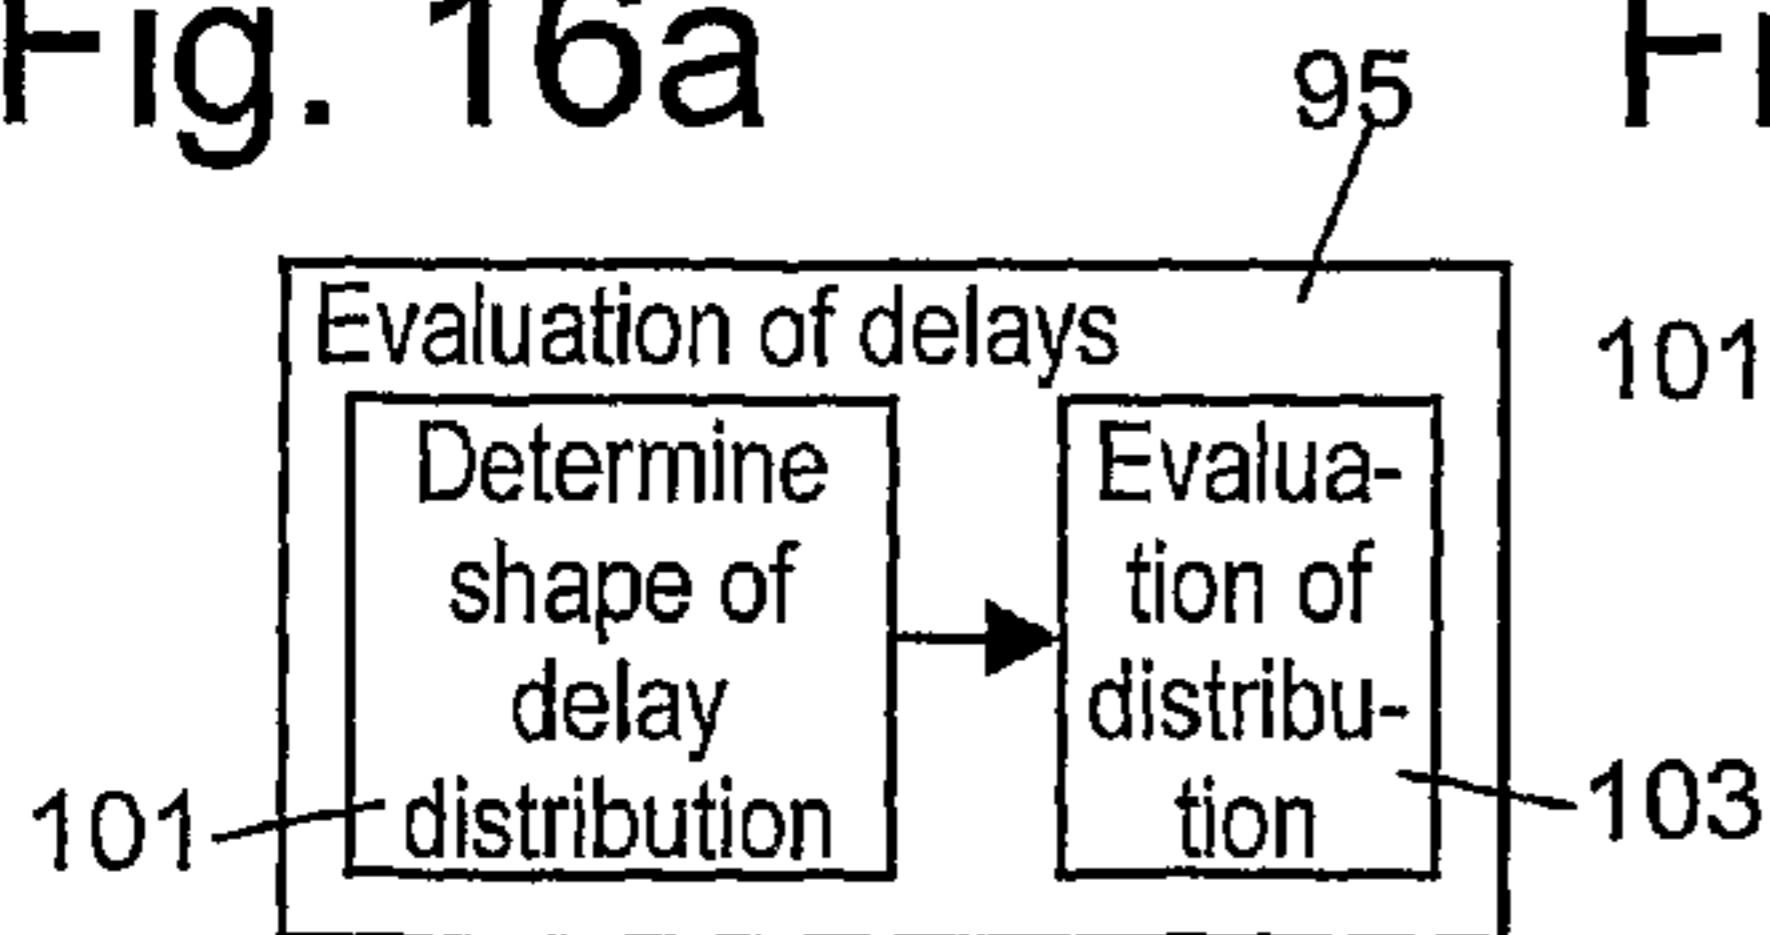 Fig. 16a
95
Evaluation of delays
101
Determine
shape of
delay
distribution
Evalua-
tion of
distribu-
tion
101
103